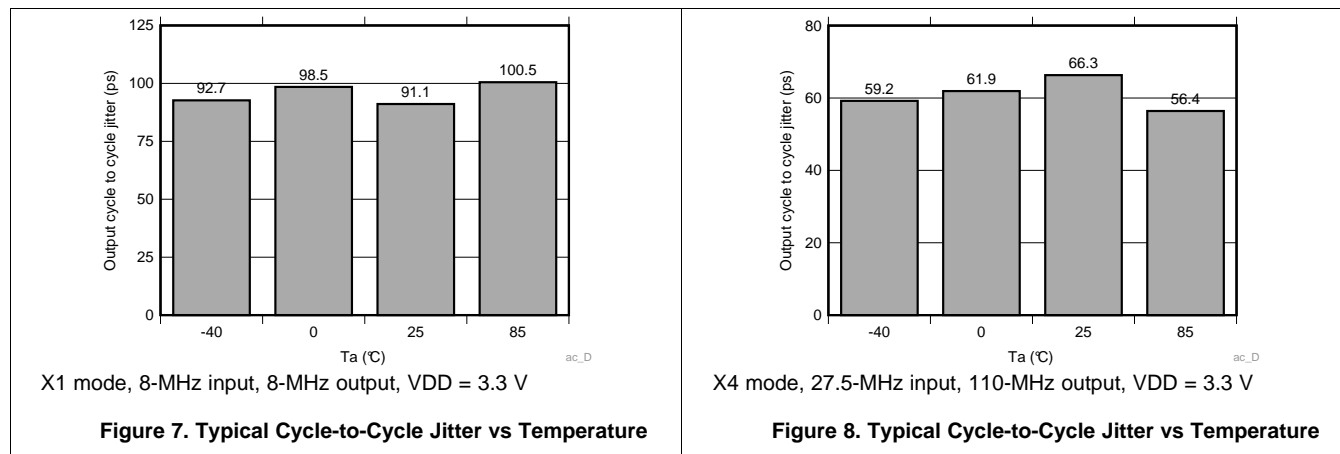 Output cycle to cycle jitter (ps)
125
100
75
50
25
0
92.7
98.5
91.1
100.5
-40
0
25
85
Ta (°C)
ac_D
X1 mode, 8-MHz input, 8-MHz output, VDD = 3.3 V
Figure 7. Typical Cycle-to-Cycle Jitter vs Temperature
Output cycle to cycle jitter (ps)
80
60
40
20
0
59.2
61.9
66.3
56.4
-40
0
25
85
Ta (°C)
ac_D
X4 mode, 27.5-MHz input, 110-MHz output, VDD = 3.3 V
Figure 8. Typical Cycle-to-Cycle Jitter vs Temperature